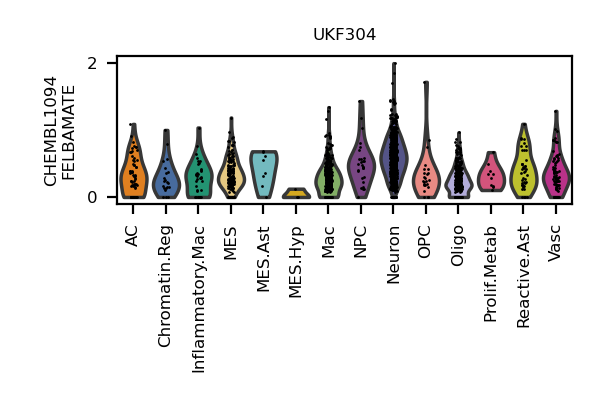 UKF304
CHEMBL1094
FELBAMATE
2
0
AC
Chromatin.Reg
Inflammatory.Mac
MES
MES.Ast
MES.Hyp
Mac
NPC
Neuron
OPC
Oligo
Prolif.Metab
Reactive.Ast
Vasc